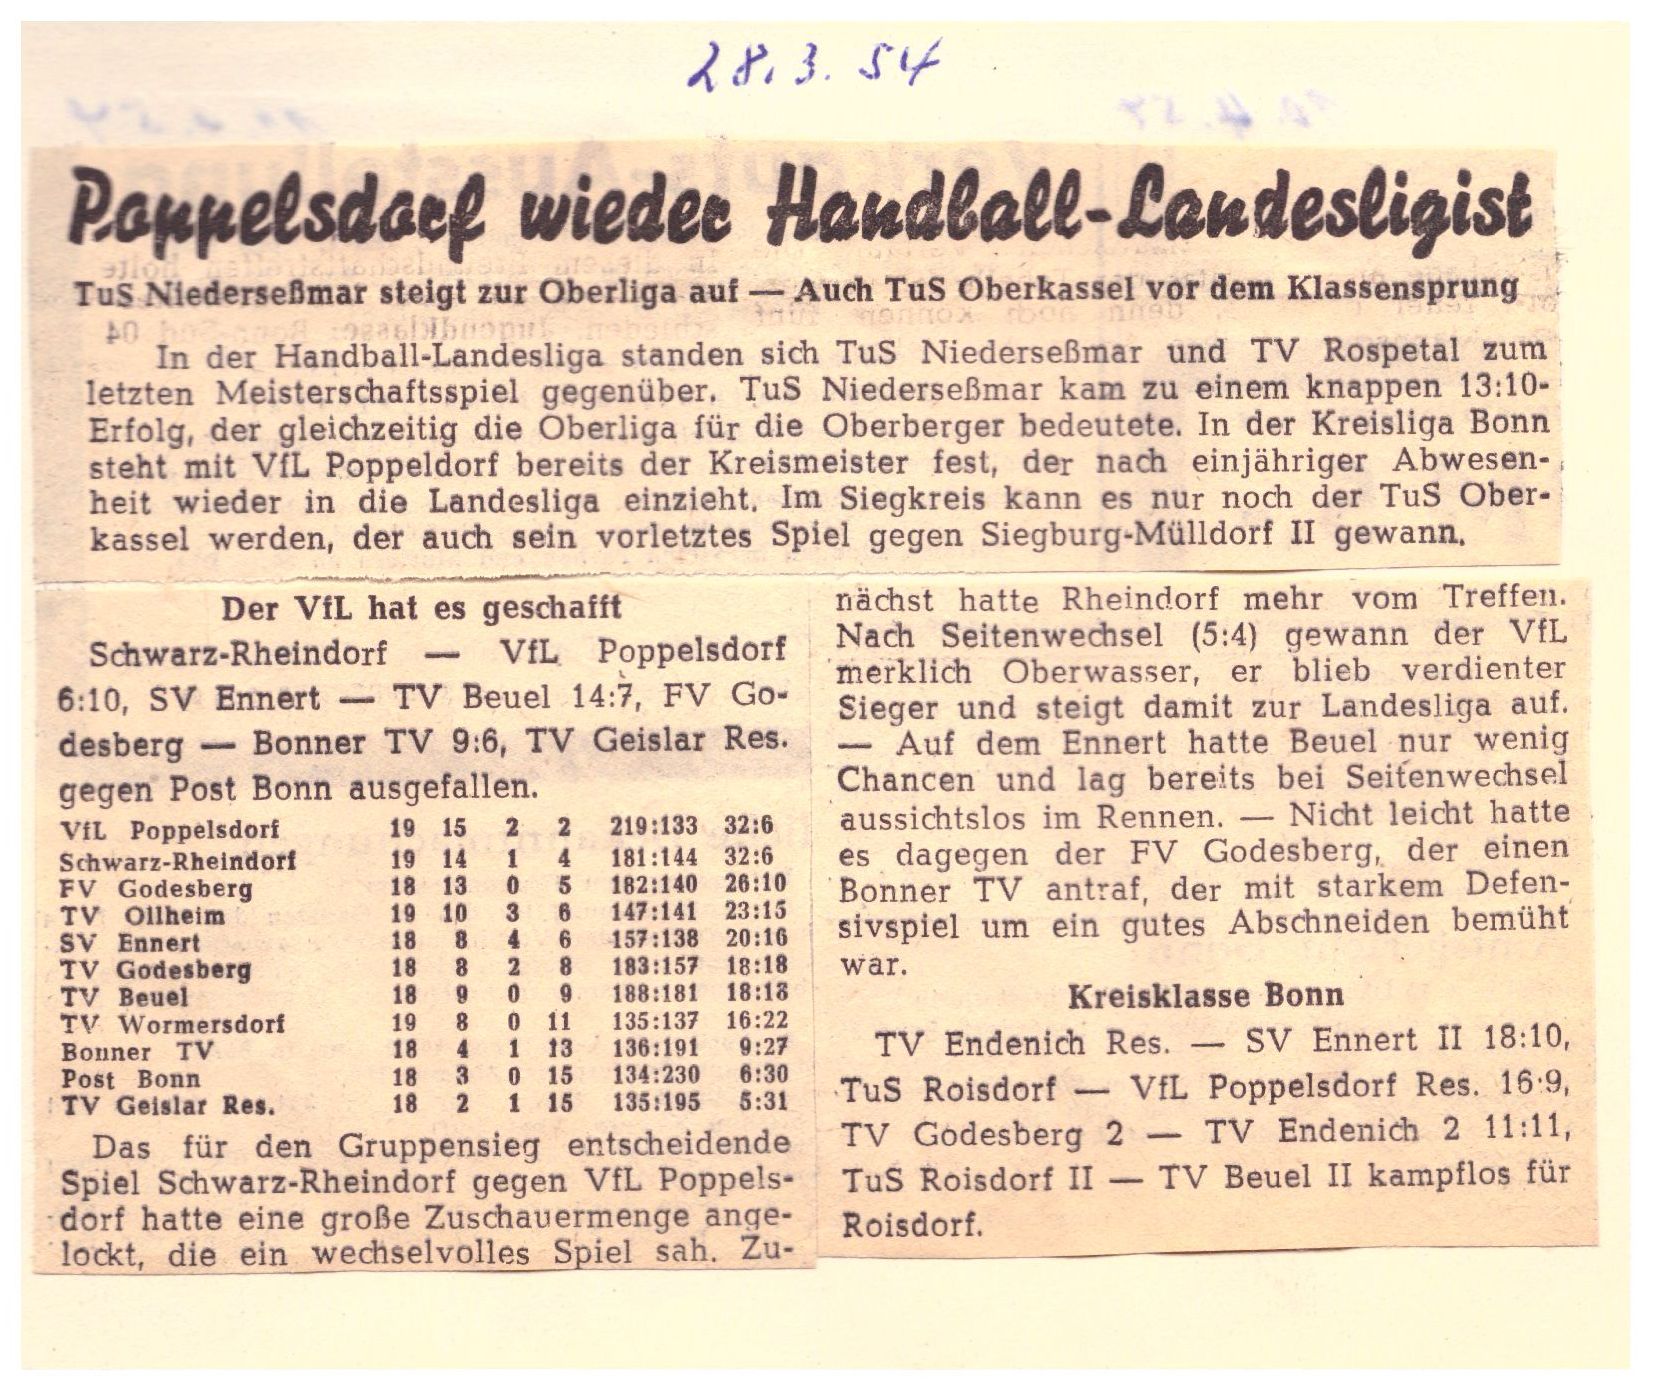 28.3.54
Poppelsdorf wieder Handball-Landesligist
TuS Niederseßmar steigt zur Oberliga auf — Auch TuS Oberkassel vor dem Klassensprung
In der Handball-Landesliga standen sich TuS Niederseßmar und TV Rospetal zum
letzten Meisterschaftsspiel gegenüber. TuS Niederseßmar kam zu einem knappen 13:10-
Erfolg, der gleichzeitig die Oberliga für die Oberberger bedeutete. In der Kreisliga Bonn
steht mit VfL Poppeldorf bereits der Kreismeister fest, der nach einjähriger Abwesen-
heit wieder in die Landesliga einzieht. Im Siegkreis kann es nur noch der TuS Ober-
kassel werden, der auch sein vorletztes Spiel gegen Siegburg-Mülldorf II gewann.
Der VfL hat es geschafft
Schwarz-Rheindorf — VfL Poppelsdorf
6:10, SV Ennert — TV Beuel 14:7, FV Go-
desberg — Bonner TV 9:6, TV Geislar Res.
gegen Post Bonn ausgefallen.
VfL Poppelsdorf 19 15 2 2 219:133 32:6
Schwarz-Rheindorf 19 14 1 4 181:144 32:6
FV Godesberg 18 13 0 5 182:140 26:10
TV Ollheim 19 10 3 6 147:141 23:15
SV Ennert 18 8 4 6 157:138 20:16
TV Godesberg 18 8 2 8 183:157 18:18
TV Beuel 18 9 0 9 188:181 18:18
TV Wormersdorf 19 8 0 11 135:137 16:22
Bonner TV 18 4 1 13 136:191 9:27
Post Bonn 18 3 0 15 134:230 6:30
TV Geislar Res. 18 2 1 15 135:195 5:31
Das für den Gruppensieg entscheidende
Spiel Schwarz-Rheindorf gegen VfL Poppels-
dorf hatte eine große Zuschauermenge ange-
lockt, die ein wechselvolles Spiel sah. Zu-
nächst hatte Rheindorf mehr vom Treffen.
Nach Seitenwechsel (5:4) gewann der VfL
merklich Oberwasser, er blieb verdienter
Sieger und steigt damit zur Landesliga auf.
— Auf dem Ennert hatte Beuel nur wenig
Chancen und lag bereits bei Seitenwechsel
aussichtslos im Rennen. — Nicht leicht hatte
es dagegen der FV Godesberg, der einen
Bonner TV antraf, der mit starkem Defen-
sivspiel um ein gutes Abschneiden bemüht
war.
Kreisklasse Bonn
TV Endenich Res. — SV Ennert II 18:10,
TuS Roisdorf — VfL Poppelsdorf Res. 16:9,
TV Godesberg 2 — TV Endenich 2 11:11,
TuS Roisdorf II — TV Beuel II kampflos für
Roisdorf.